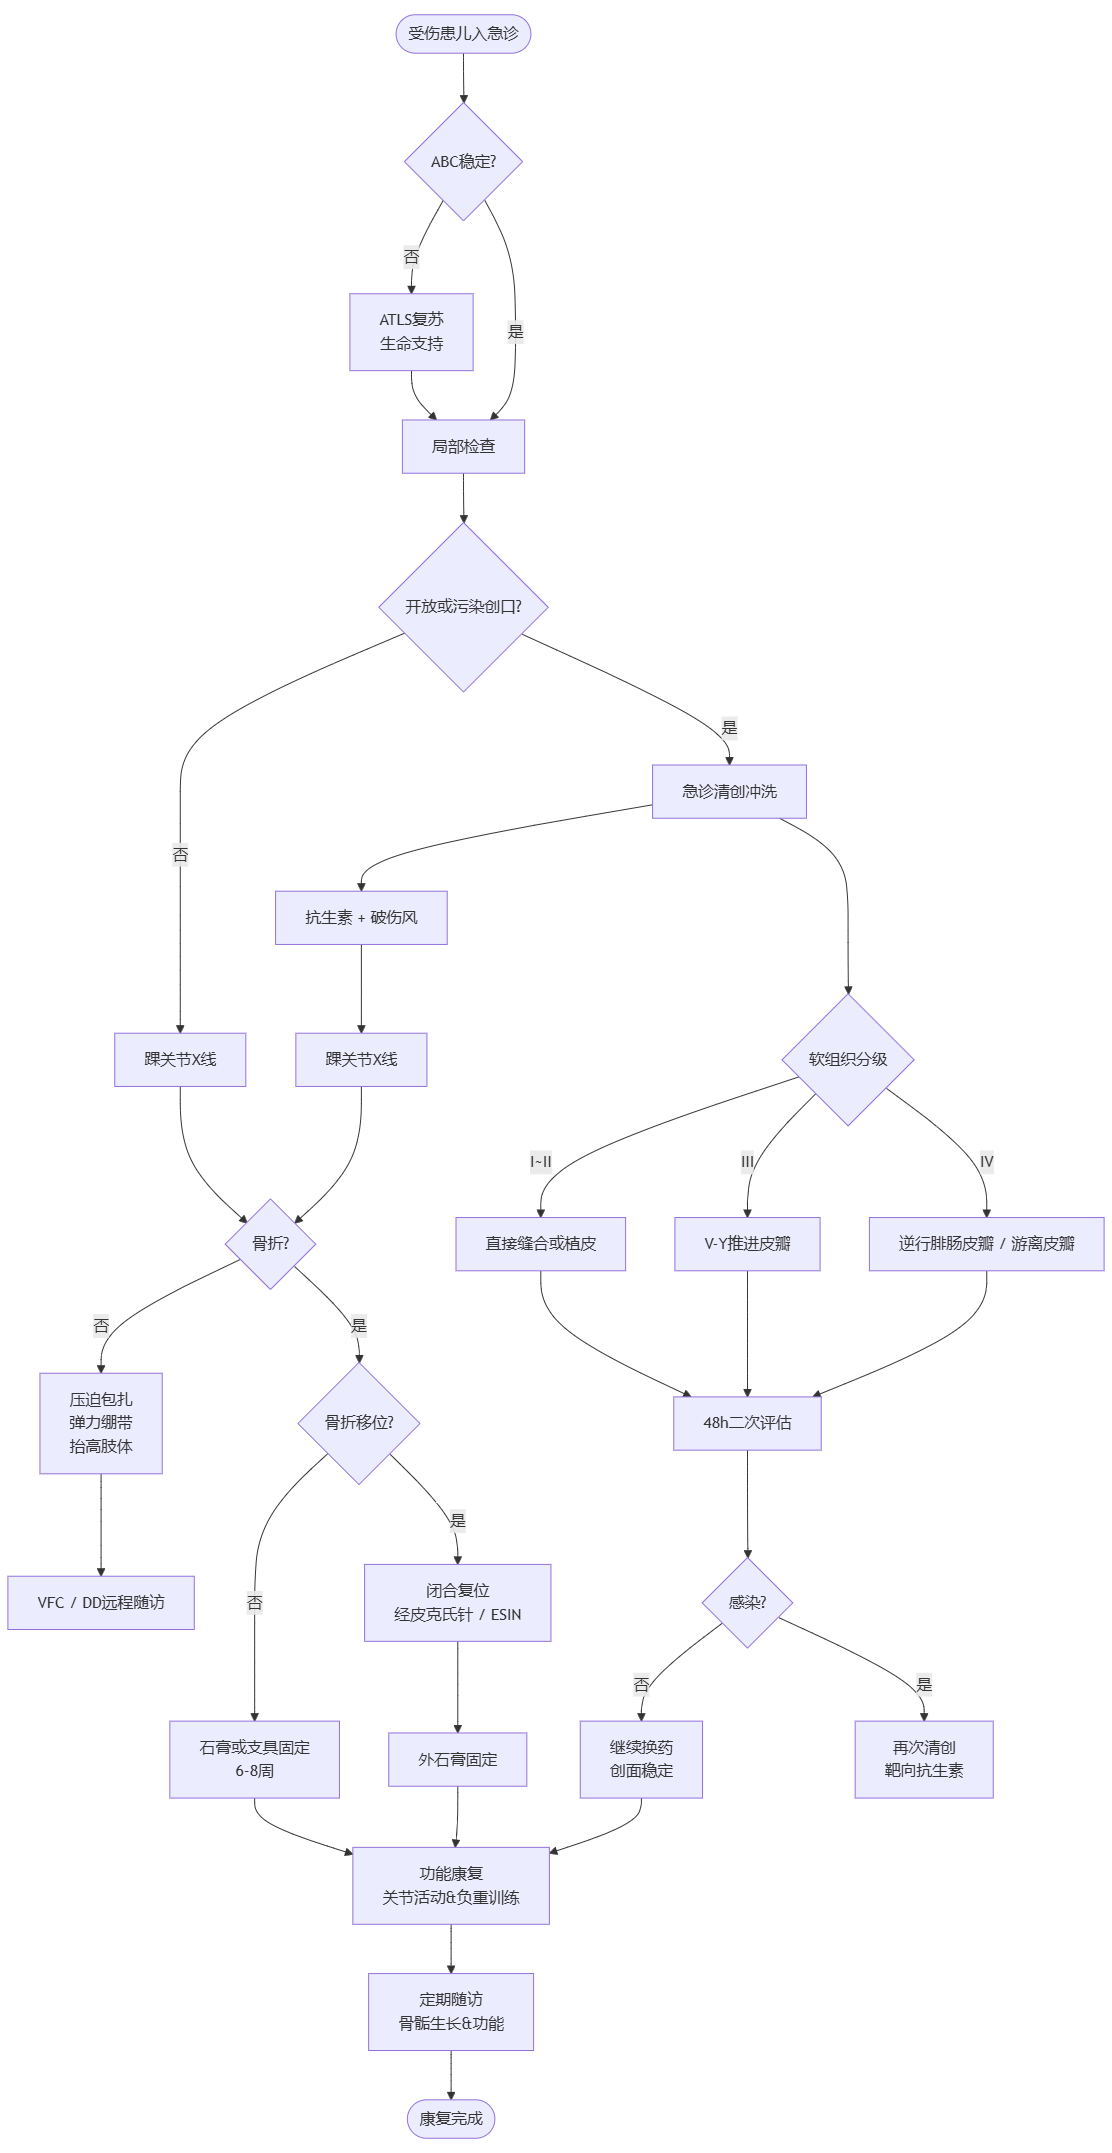 受伤患儿入急诊
ABC稳定?
否
是
ATLS复苏
生命支持
局部检查
开放或污染创口?
是
急诊清创冲洗
否
抗生素 + 破伤风
踝关节X线
踝关节X线
软组织分级
I~II
III
IV
骨折?
直接缝合或植皮
V-Y推进皮瓣
逆行腓肠皮瓣 / 游离皮瓣
否
是
压迫包扎
弹力绷带
抬高肢体
骨折移位?
48h二次评估
是
VFC / DD远程随访
否
闭合复位
经皮克氏针 / ESIN
感染?
否
是
石膏或支具固定
6-8周
外石膏固定
继续换药
创面稳定
再次清创
靶向抗生素
功能康复
关节活动&负重训练
定期随访
骨骺生长&功能
康复完成